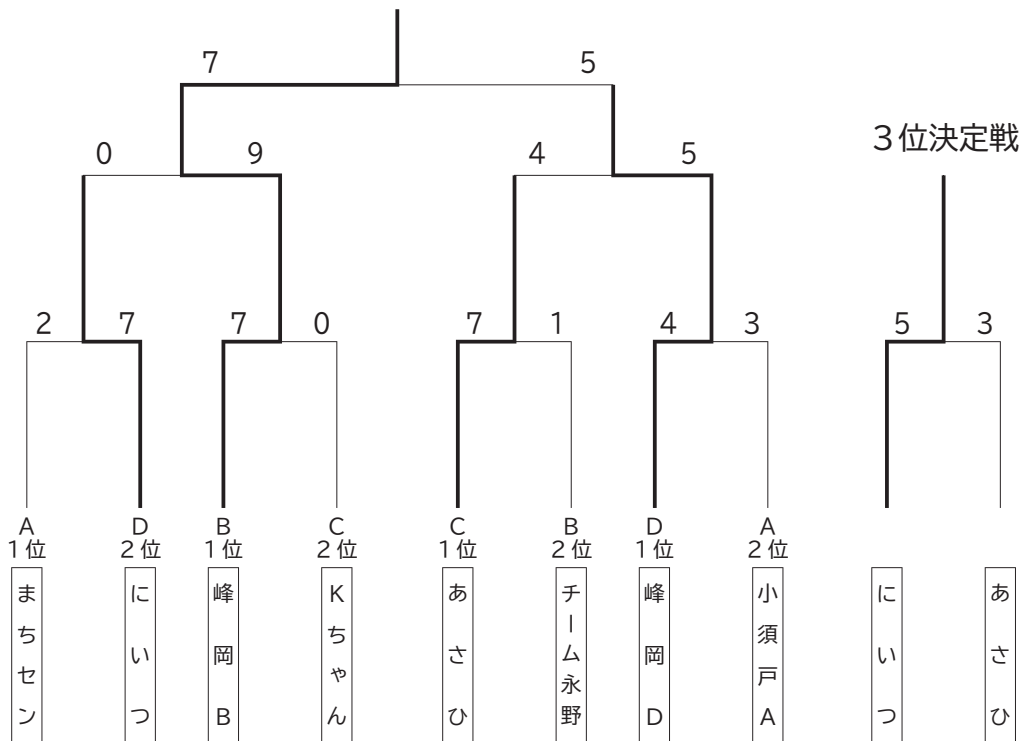 7 5
3位決定戦
0 9 4 5
2 7 7 0 7 1 4 3 5 3
A D B C C B D A
1位 2位 1位 2位 1位 2位 1位 2位
まちセン
にいつ
峰岡B
Kちゃん
あさひ
チーム永野
峰岡D
小須戸A
にいつ
あさひ